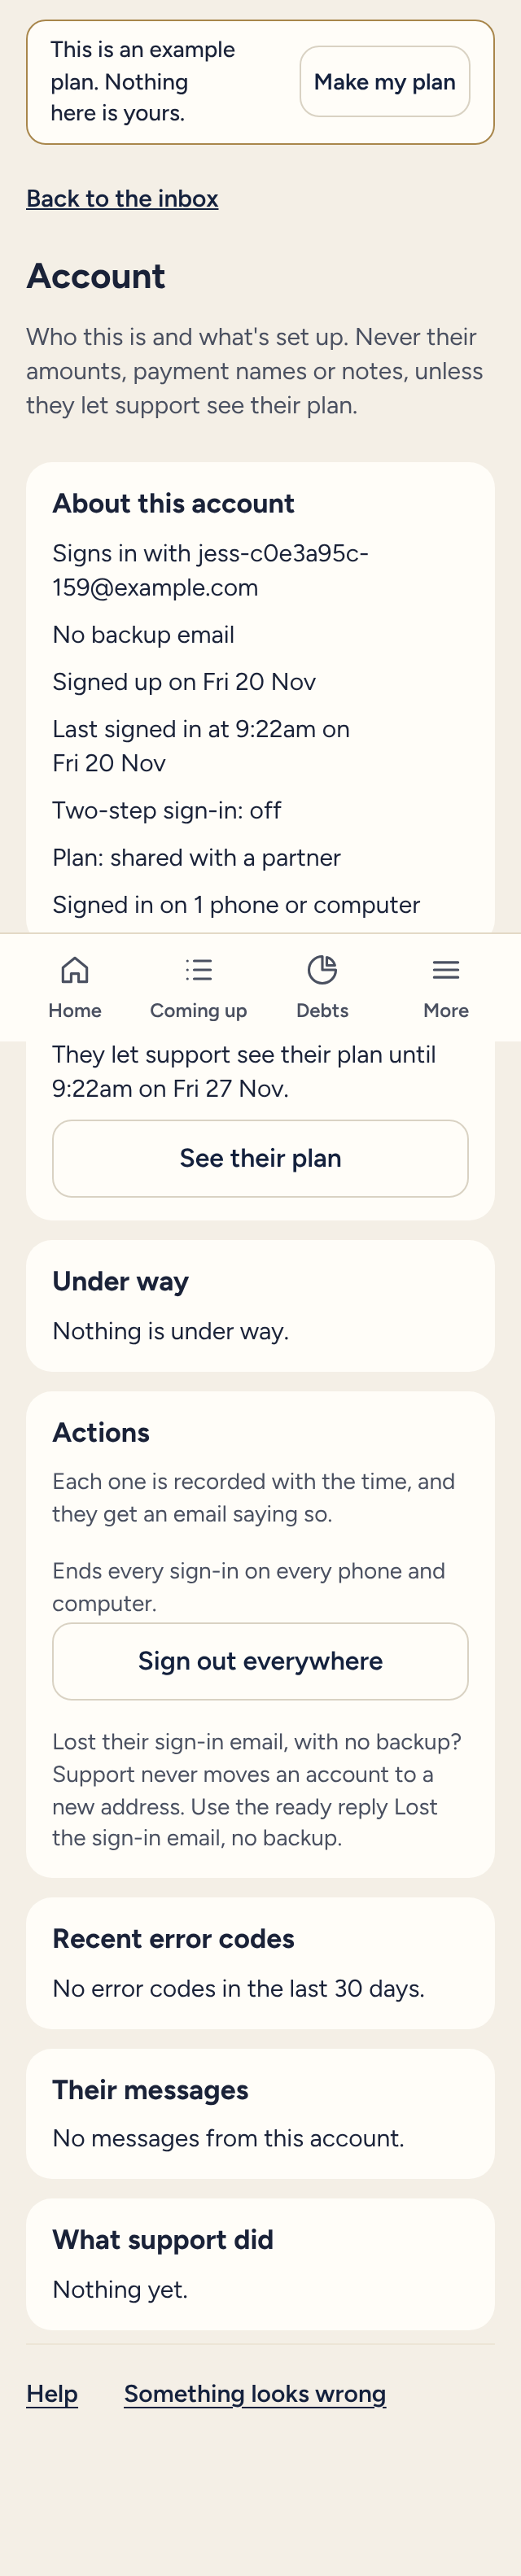 This is an example
plan. Nothing
here is yours.
Make my plan
Back to the inbox
Account
Who this is and what's set up. Never their
amounts, payment names or notes, unless
they let support see their plan.
About this account
Signs in with jess-c0e3a95c-
159@example.com
No backup email
Signed up on Fri 20 Nov
Last signed in at 9:22am on
Fri 20 Nov
Two-step sign-in: off
Plan: shared with a partner
Signed in on 1 phone or computer
Home
Coming up
Debts
More
They let support see their plan until
9:22am on Fri 27 Nov.
See their plan
Under way
Nothing is under way.
Actions
Each one is recorded with the time, and
they get an email saying so.
Ends every sign-in on every phone and
computer.
Sign out everywhere
Lost their sign-in email, with no backup?
Support never moves an account to a
new address. Use the ready reply Lost
the sign-in email, no backup.
Recent error codes
No error codes in the last 30 days.
Their messages
No messages from this account.
What support did
Nothing yet.
Help
Something looks wrong